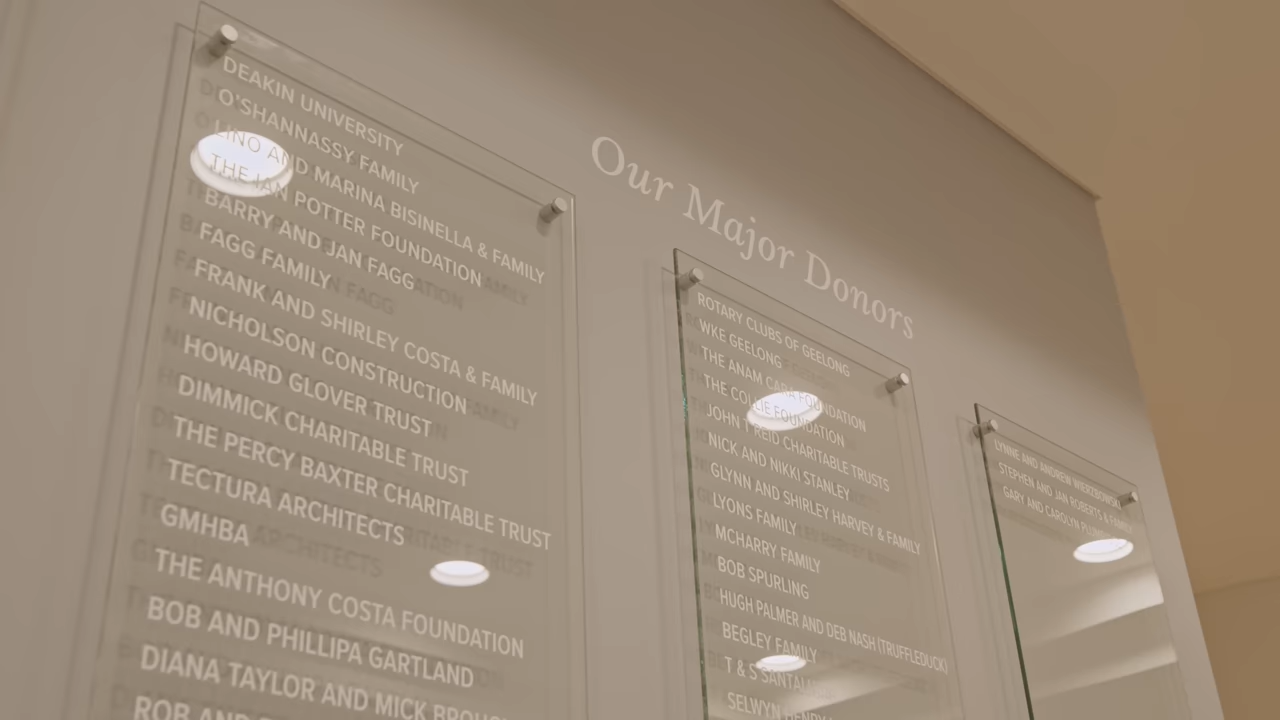 Our Major Donors
DEAKIN UNIVERSITY
O'SHANNASSY FAMILY
LINO AND MARINA BISINELLA & FAMILY
THE IAN POTTER FOUNDATION
BARRY AND JAN FAGG
FAGG FAMILY
FRANK AND SHIRLEY COSTA & FAMILY
NICHOLSON CONSTRUCTION
HOWARD GLOVER TRUST
DIMMICK CHARITABLE TRUST
THE PERCY BAXTER CHARITABLE TRUST
TECTURA ARCHITECTS
GMHBA
THE ANTHONY COSTA FOUNDATION
BOB AND PHILLIPA GARTLAND
DIANA TAYLOR AND MICK
ROB AND
ROTARY CLUBS OF GEELONG
WKE GEELONG
THE ANAM CARA FOUNDATION
THE COLLIE FOUNDATION
JOHN T REID CHARITABLE TRUSTS
NICK AND NIKKI STANLEY
GLYNN AND SHIRLEY HARVEY & FAMILY
LYONS FAMILY
MCHARRY FAMILY
BOB SPURLING
HUGH PALMER AND DEB NASH (TRUFFLEDUCK)
BEGLEY FAMILY
T & S
SELWYN HENRY
LYNNE AND ANDREW WIERZBOWSKI
STEPHEN AND JAN ROBERTS & FAMILY
GARY AND CAROLYN